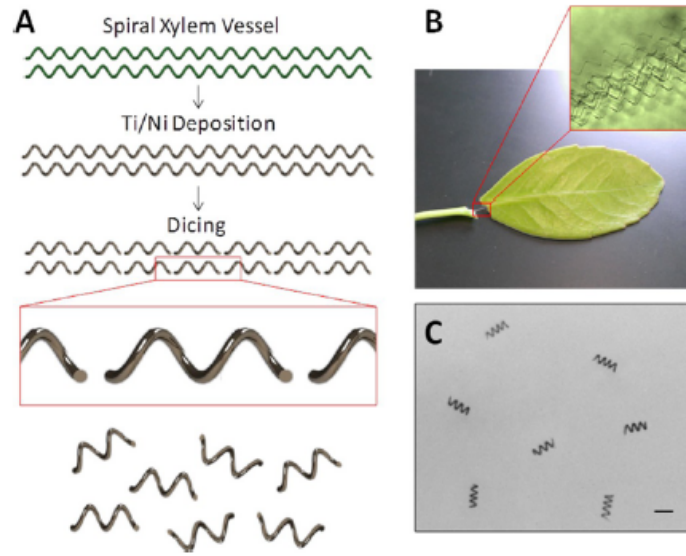 A
Spiral Xylem Vessel
Ti/Ni Deposition
Dicing
B
C